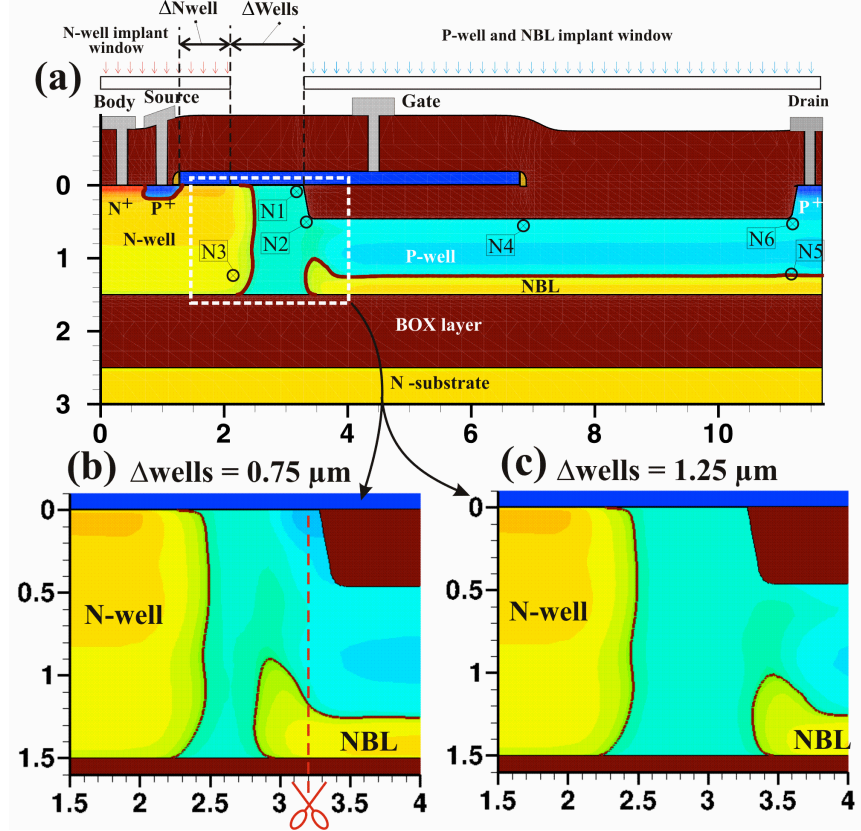 ΔNwell ΔWells
N-well implant
window
P-well and NBL implant window
(a)
Body Source Gate Drain
0
N+ P+ N1 P+
N-well N2 N3 N4 N6 N5
1
P-well
NBL
2
BOX layer
N -substrate
3
0 2 4 6 8 10
(b) Δwells = 0.75 µm
(c) Δwells = 1.25 µm
0
0.5
N-well
1
NBL
1.5
1.5 2 2.5 3 3.5 4
0
0.5
N-well
1
NBL
1.5
1.5 2 2.5 3 3.5 4